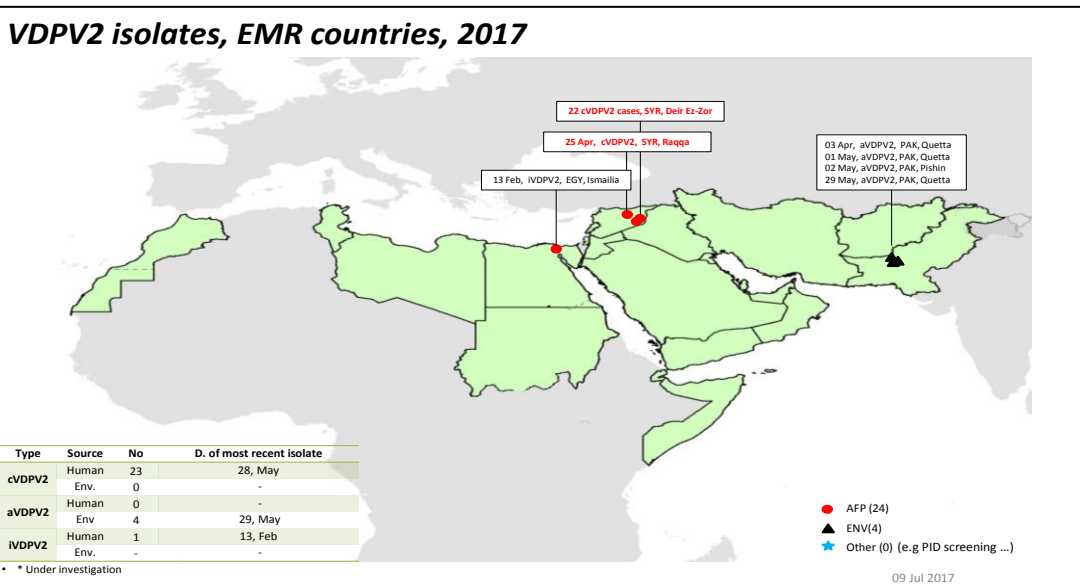 VDPV2 isolates, EMR countries, 2017
22 cVDPV2 cases, SYR, Deir Ez-Zor
25 Apr, cVDPV2, SYR, Raqqa
13 Feb, iVDPV2, EGY, Ismailia
03 Apr, aVDPV2, PAK, Quetta
01 May, aVDPV2, PAK, Quetta
02 May, aVDPV2, PAK, Pishin
29 May, aVDPV2, PAK, Quetta
Type Source No D. of most recent isolate
cVDPV2 Human 23 28, May
Env. 0 -
aVDPV2 Human 0 -
Env 4 29, May
iVDPV2 Human 1 13, Feb
Env. - -
• * Under investigation
AFP (24)
ENV(4)
Other (0) (e.g PID screening ...)
09 Jul 2017